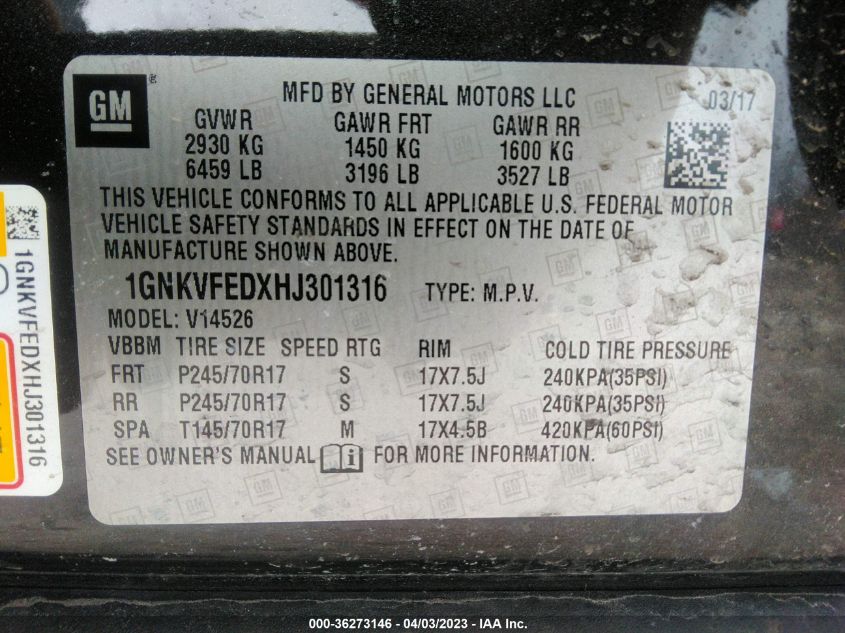 GM ®
MFD BY GENERAL MOTORS LLC 03/17
GVWR GAWR FRT GAWR RR
2930 KG 1450 KG 1600 KG
6459 LB 3196 LB 3527 LB
THIS VEHICLE CONFORMS TO ALL APPLICABLE U.S. FEDERAL MOTOR
VEHICLE SAFETY STANDARDS IN EFFECT ON THE DATE OF
MANUFACTURE SHOWN ABOVE.
1GNKVFEDXHJ301316 TYPE: M.P.V.
MODEL: V14526
VBBM TIRE SIZE SPEED RTG RIM COLD TIRE PRESSURE
FRT P245/70R17 S 17X7.5J 240KPA(35PSI)
RR P245/70R17 S 17X7.5J 240KPA(35PSI)
SPA T145/70R17 M 17X4.5B 420KPA(60PSI)
SEE OWNER'S MANUAL i FOR MORE INFORMATION.
1GNKVFEDXHJ301316
000-36273146 - 04/03/2023 - IAA Inc.